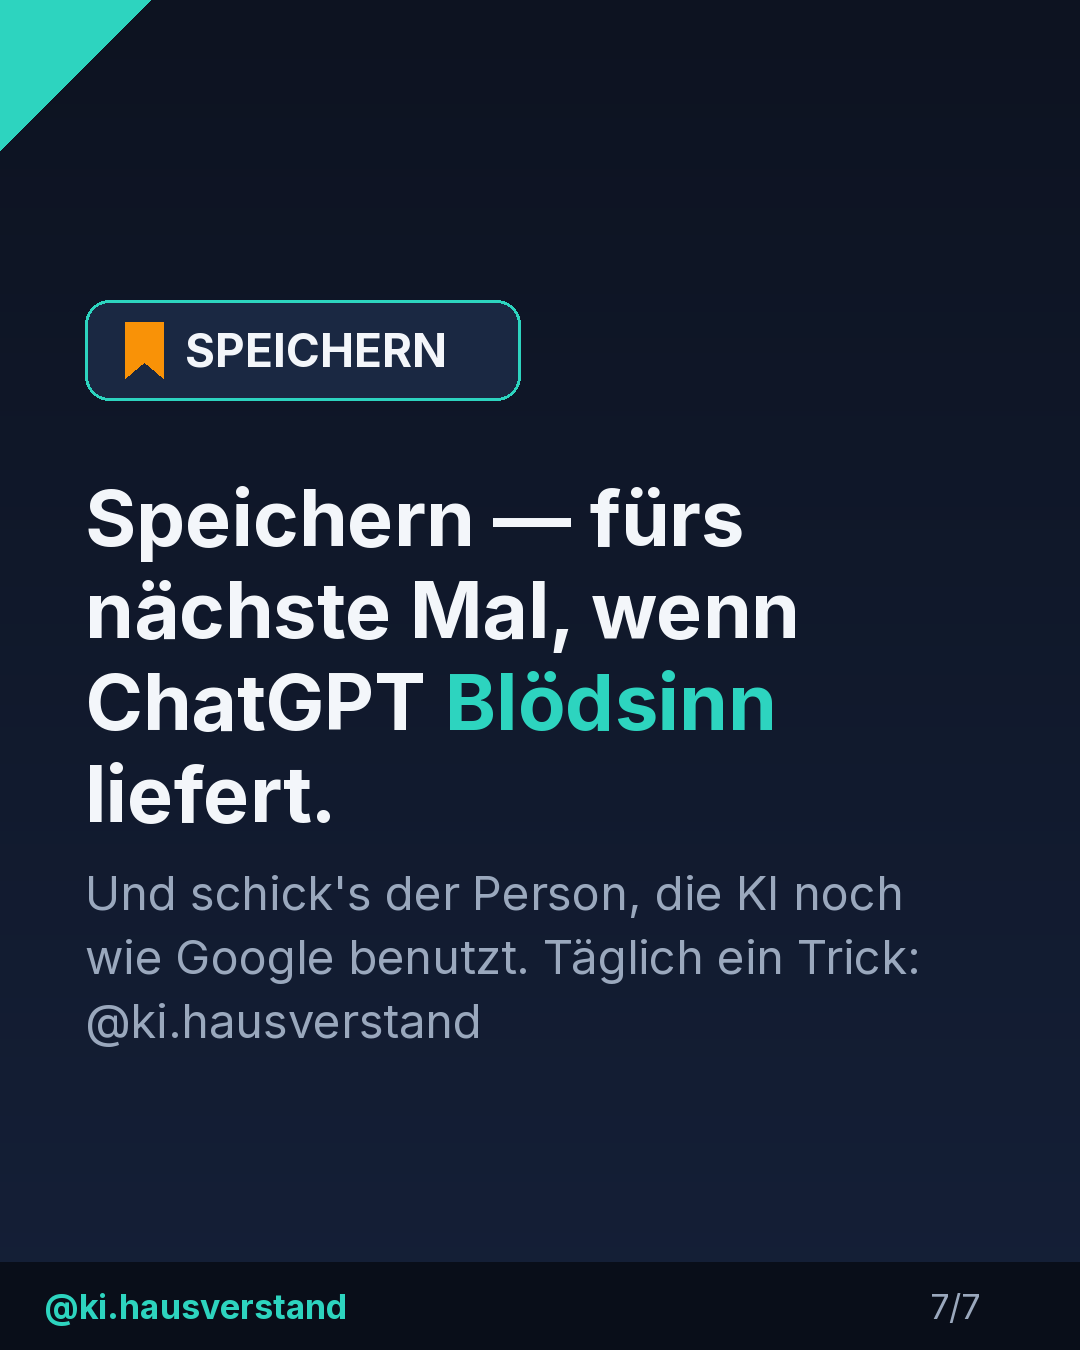 SPEICHERN
Speichern — fürs
nächste Mal, wenn
ChatGPT Blödsinn
liefert.
Und schick's der Person, die KI noch
wie Google benutzt. Täglich ein Trick:
@ki.hausverstand
@ki.hausverstand
7/7